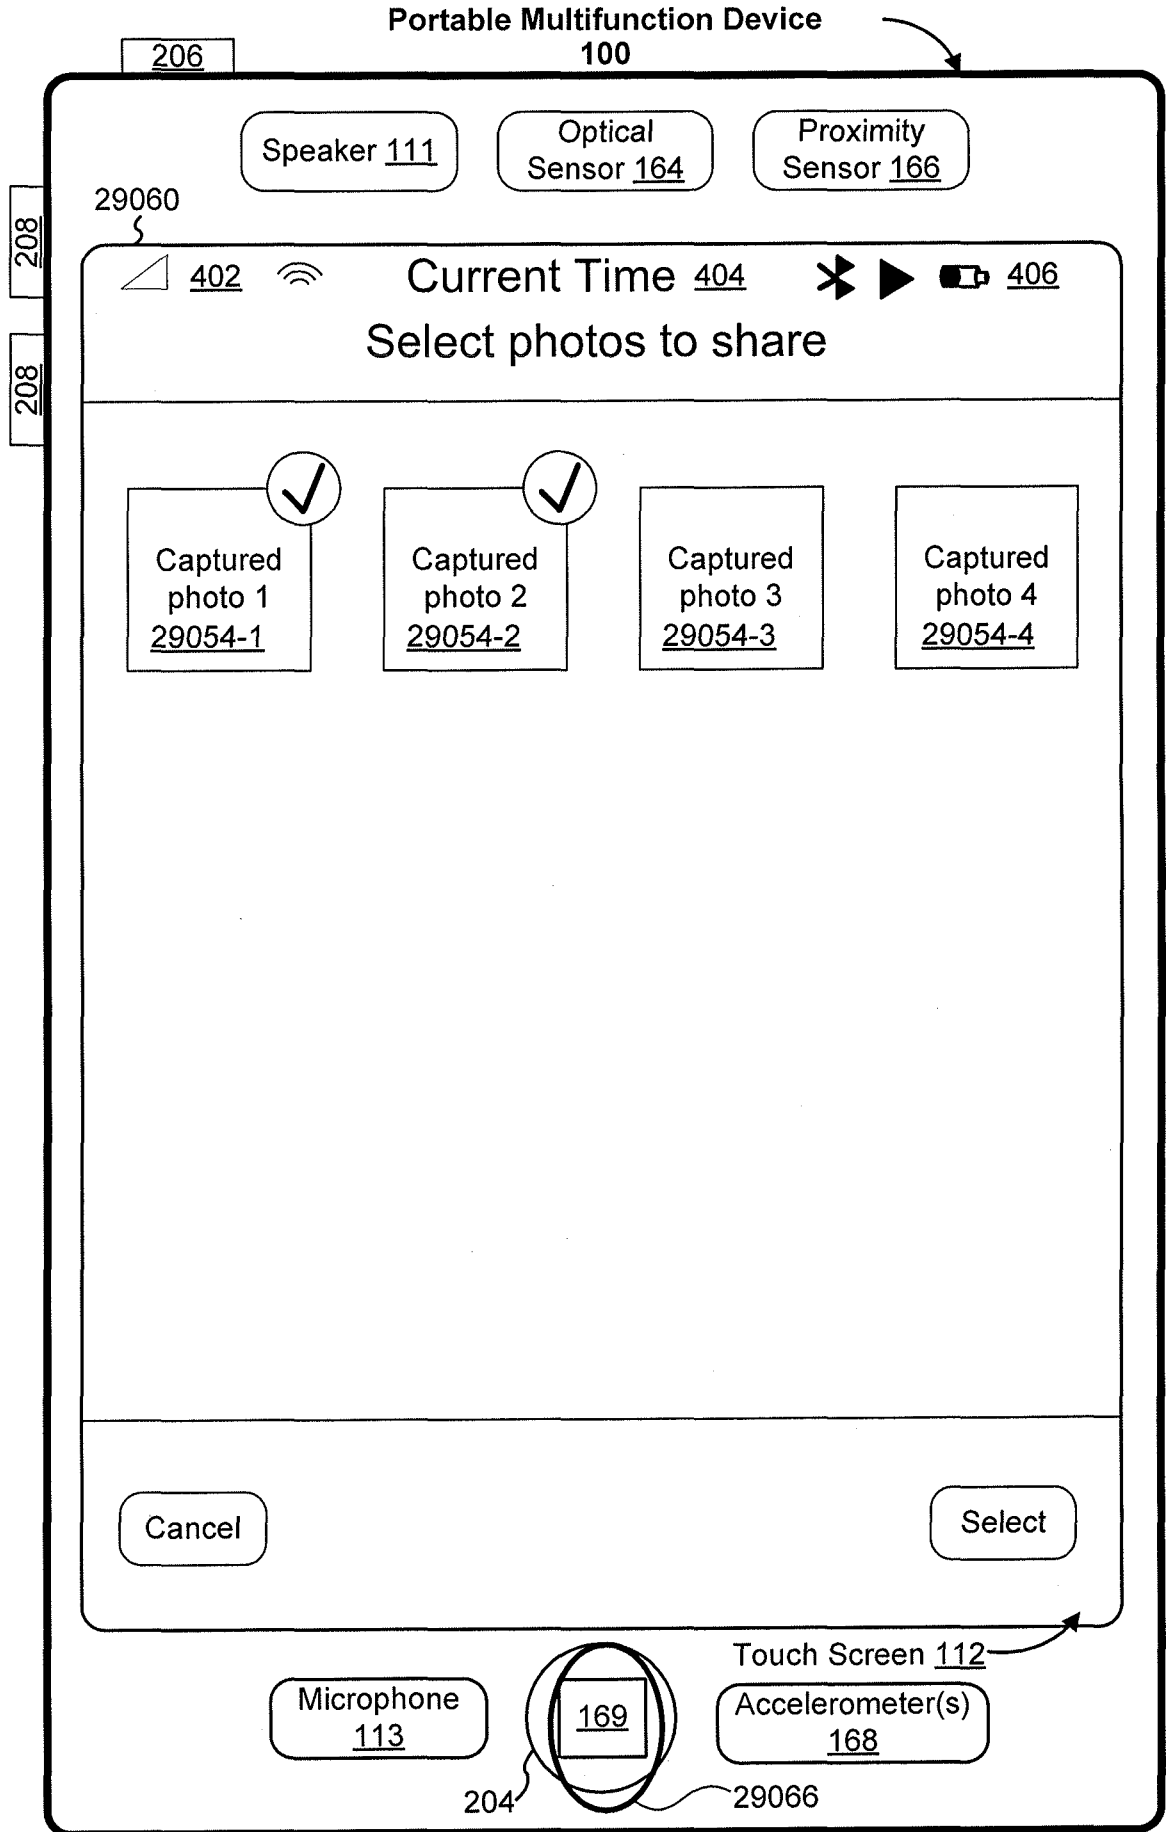 Portable Multifunction Device
100
206
Speaker 111
Optical
Sensor 164
Proximity
Sensor 166
29060
208
208
402
Current Time 404
406
Select photos to share
Captured
photo 1
29054-1
Captured
photo 2
29054-2
Captured
photo 3
29054-3
Captured
photo 4
29054-4
Cancel
Select
Touch Screen 112
Microphone
113
169
Accelerometer(s)
168
204
29066